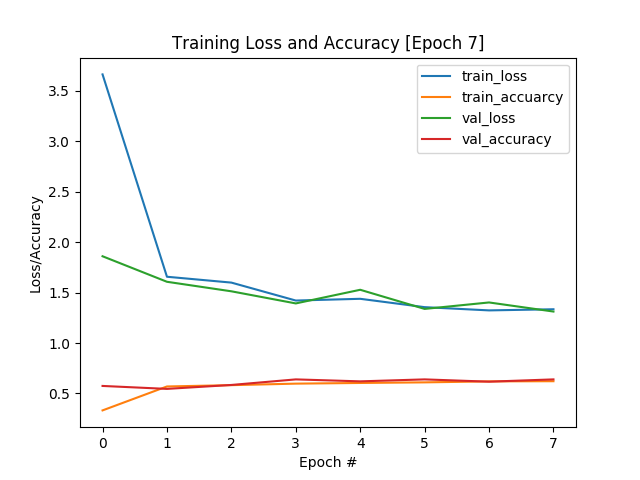 Training Loss and Accuracy [Epoch 7]
train_loss
train_accuarcy
val_loss
val_accuracy
3.5
3.0
2.5
2.0
1.5
1.0
0.5
Loss/Accuracy
0 1 2 3 4 5 6 7
Epoch #